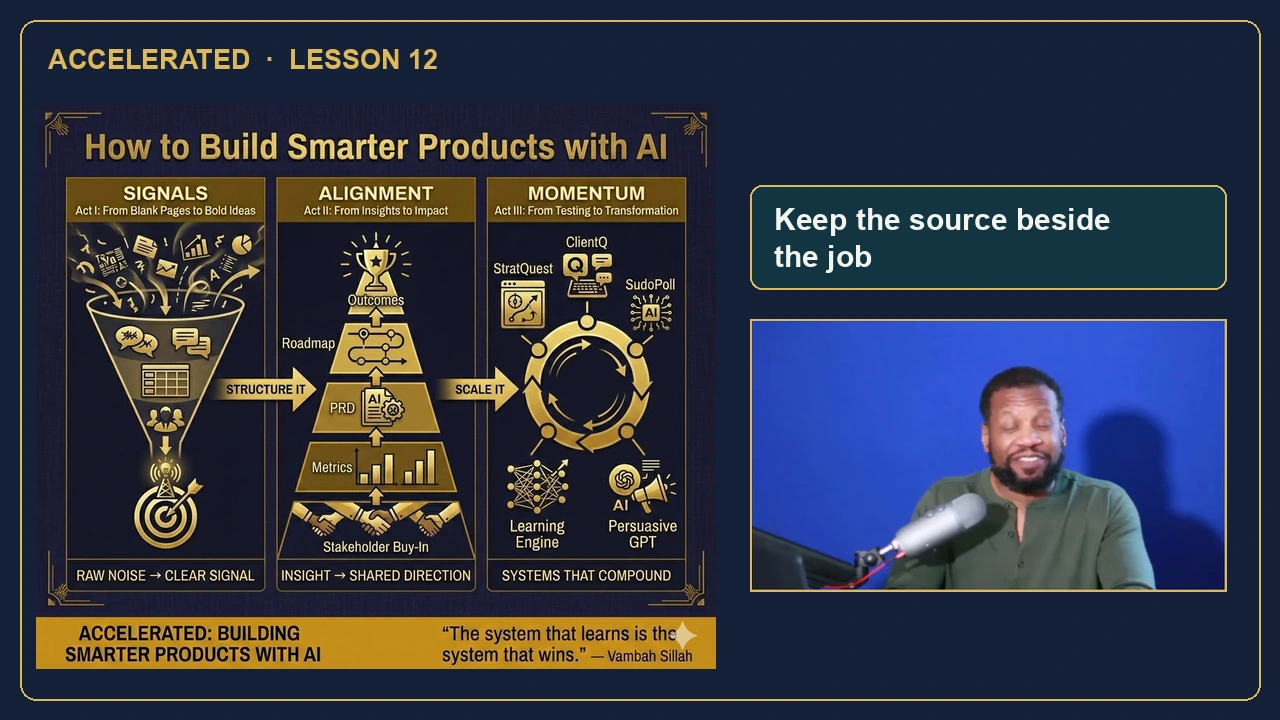 ACCELERATED · LESSON 12
How to Build Smarter Products with AI
SIGNALS
Act I: From Blank Pages to Bold Ideas
STRUCTURE IT
RAW NOISE → CLEAR SIGNAL
ALIGNMENT
Act II: From Insights to Impact
Outcomes
Roadmap
PRD
AI
Metrics
Stakeholder Buy-In
SCALE IT
INSIGHT → SHARED DIRECTION
MOMENTUM
Act III: From Testing to Transformation
ClientQ
Q
StratQuest
SudoPoll
AI
Learning
Engine
AI
Persuasive
GPT
SYSTEMS THAT COMPOUND
ACCELERATED: BUILDING
SMARTER PRODUCTS WITH AI
“The system that learns is the
system that wins.” — Vambah Sillah
Keep the source beside
the job